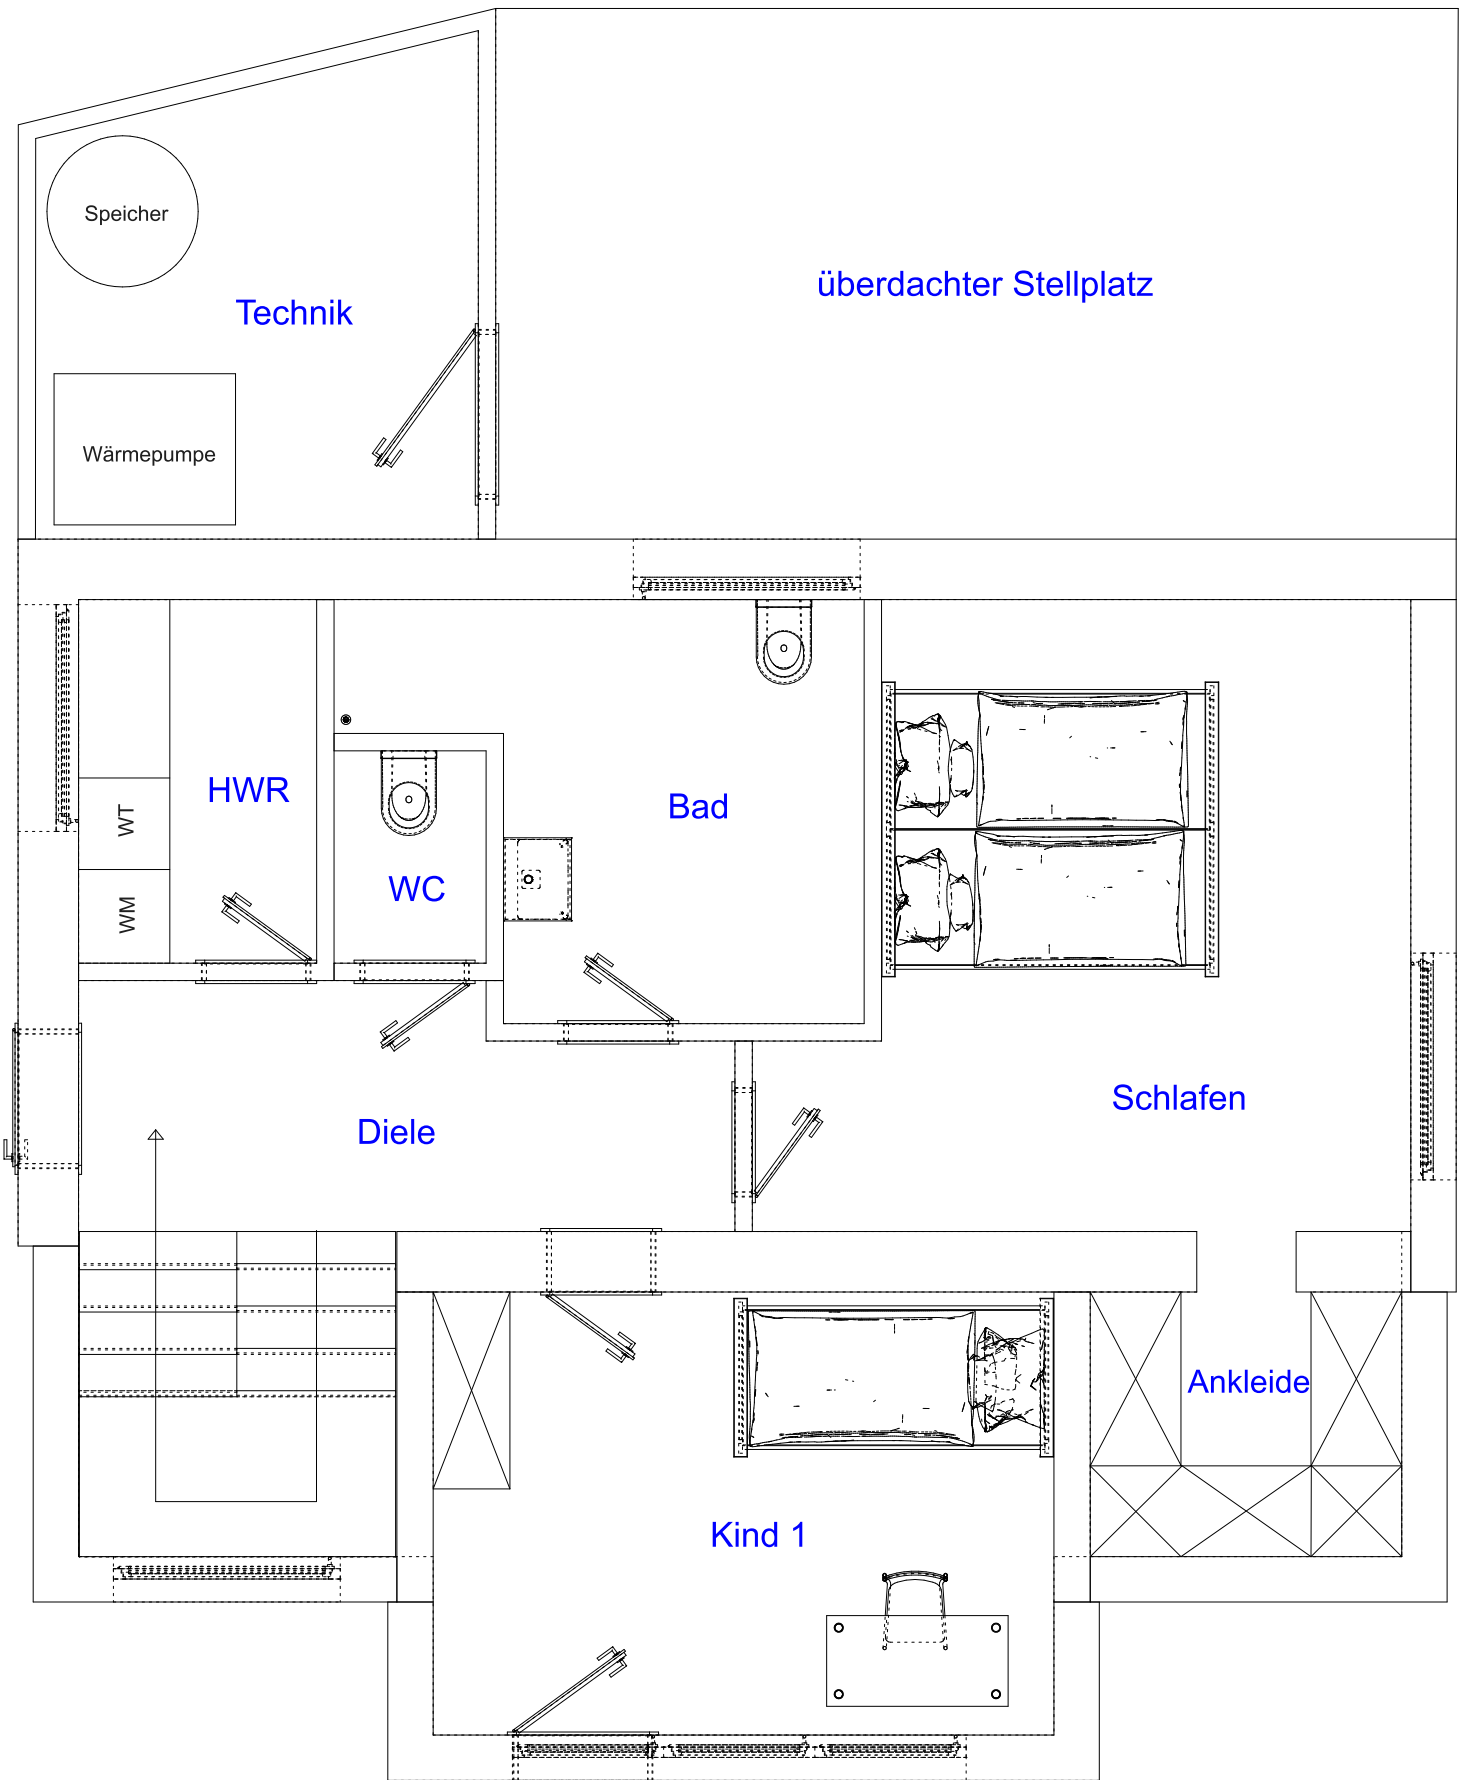 Speicher
überdachter Stellplatz
Technik
Wärmepumpe
HWR
WT
Bad
WC
WM
Schlafen
Diele
Ankleide
Kind 1